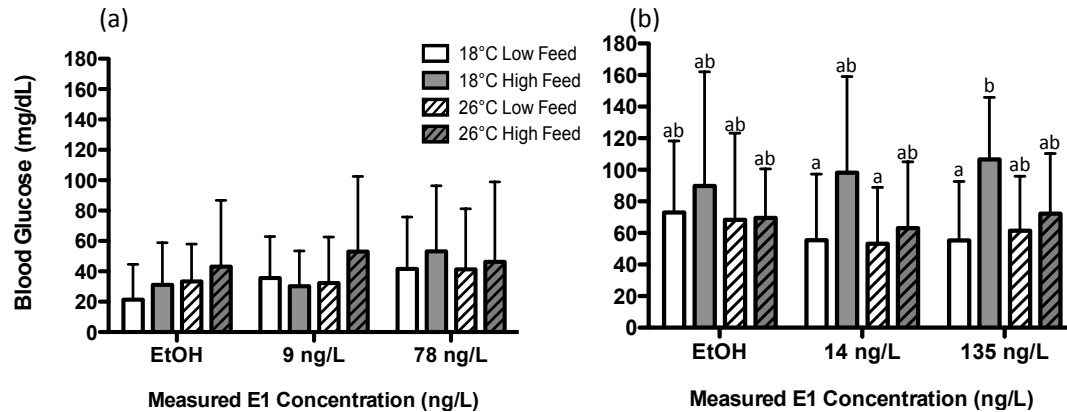 (a)
180
160
140
120
100
80
60
40
20
0
Blood Glucose (mg/dL)
18°C Low Feed
18°C High Feed
26°C Low Feed
26°C High Feed
EtOH 9 ng/L 78 ng/L
Measured E1 Concentration (ng/L)
(b)
180
160
140
120
100
80
60
40
20
0
ab ab ab ab a ab a ab a b ab ab
EtOH 14 ng/L 135 ng/L
Measured E1 Concentration (ng/L)